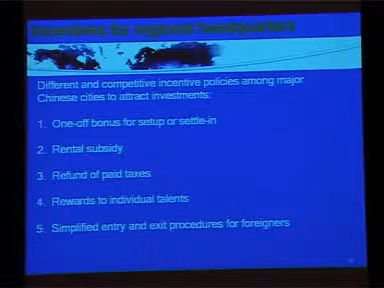 Incentives for regional headquarters
Different and competitive incentive policies among major
Chinese cities to attract investments:
1. One-off bonus for setup or settle-in
2. Rental subsidy
3. Refund of paid taxes
4. Rewards to individual talents
5. Simplified entry and exit procedures for foreigners